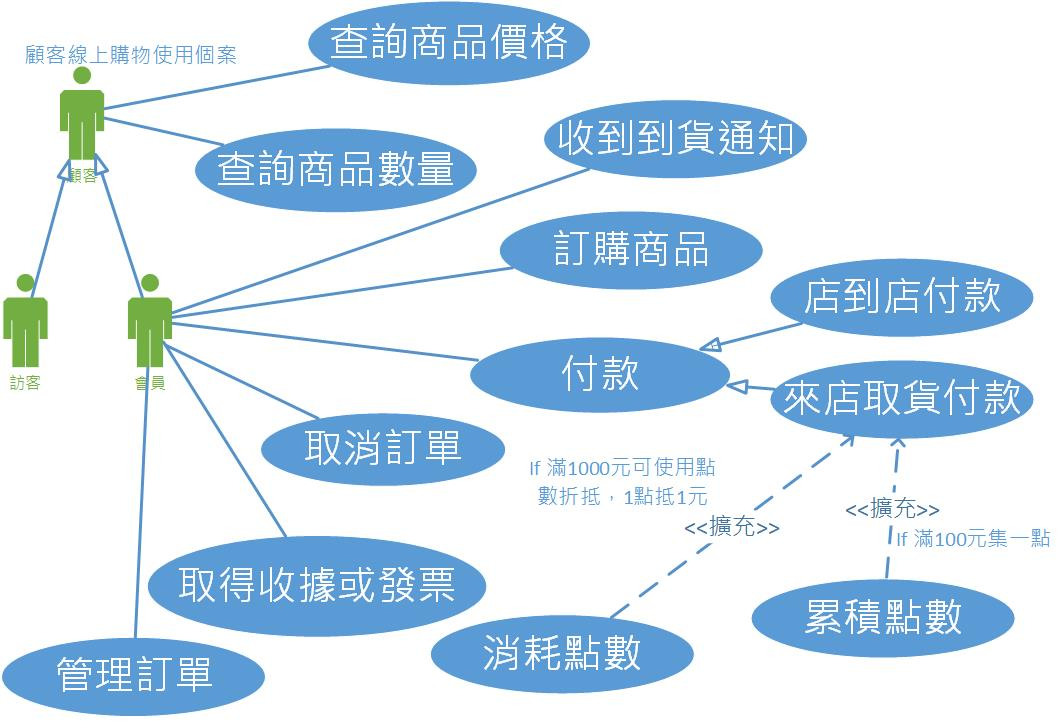 顧客線上購物使用個案
查詢商品價格
查詢商品數量
收到到貨通知
顧客
訂購商品
店到店付款
付款
來店取貨付款
訪客
會員
取消訂單
If 滿1000元可使用點
數折抵，1點抵1元
<<擴充>>
<<擴充>>
If 滿100元集一點
取得收據或發票
累積點數
消耗點數
管理訂單